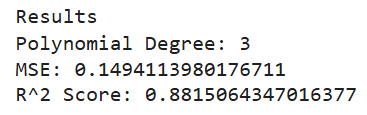 Results
Polynomial Degree: 3
MSE: 0.1494113980176711
R^2 Score: 0.8815064347016377